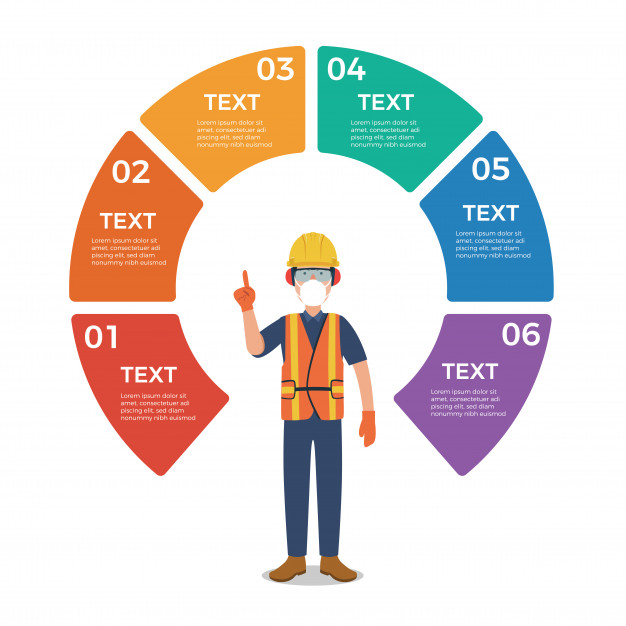 01
TEXT
Lorem ipsum dolor sit
amet, consectetuer adi
piscing elit, sed diam
nonummy nibh euismod
02
TEXT
Lorem ipsum dolor sit
amet, consectetuer adi
piscing elit, sed diam
nonummy nibh euismod
03
TEXT
Lorem ipsum dolor sit
amet, consectetuer adi
piscing elit, sed diam
nonummy nibh euismod
04
TEXT
Lorem ipsum dolor sit
amet, consectetuer adi
piscing elit, sed diam
nonummy nibh euismod
05
TEXT
Lorem ipsum dolor sit
amet, consectetuer adi
piscing elit, sed diam
nonummy nibh euismod
06
TEXT
Lorem ipsum dolor sit
amet, consectetuer adi
piscing elit, sed diam
nonummy nibh euismod